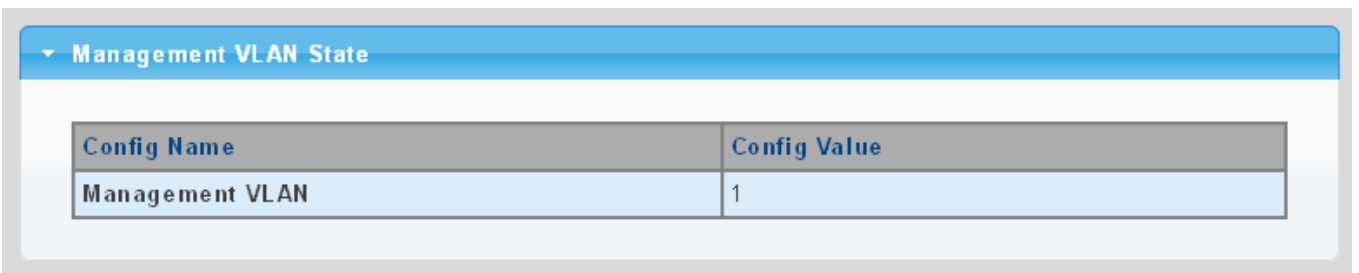 Management VLAN State
Config Name Config Value
Management VLAN 1